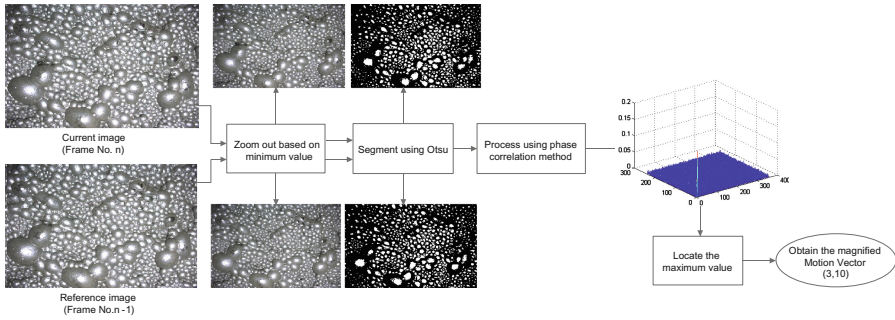 Current image
(Frame No. n)
Zoom out based on
minimum value
Segment using Otsu
Process using phase
correlation method
0.2
0.15
0.1
0.05
0
300
200
100
0
0
100
200
300
400
Reference image
(Frame No.n -1)
Locate the
maximum value
Obtain the magnified
Motion Vector
(3,10)